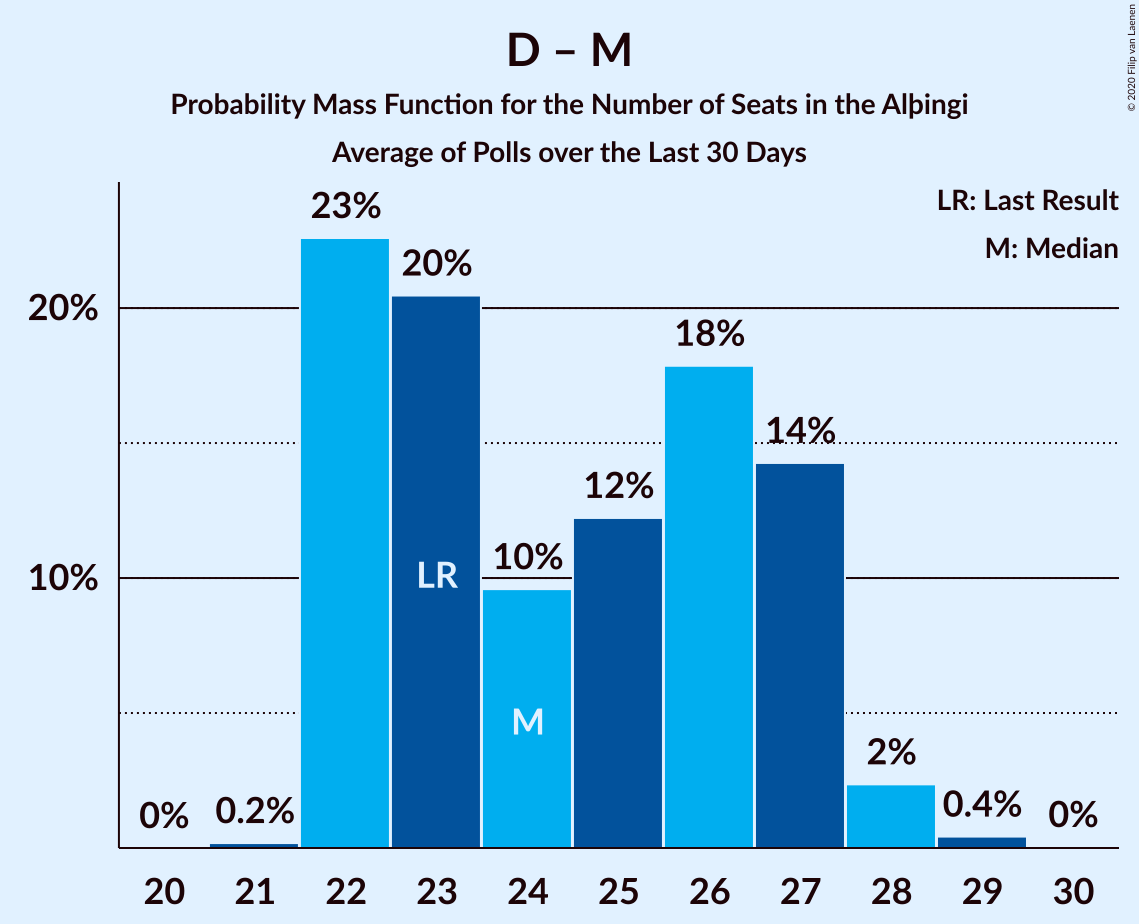 D – M
Probability Mass Function for the Number of Seats in the Alþingi
Average of Polls over the Last 30 Days
© 2020 Filip van Laenen
LR: Last Result
M: Median
23%
20%
20%
18%
14%
12%
10%
10%
LR
M
2%
0%
0.2%
0.4%
0%
20 21 22 23 24 25 26 27 28 29 30